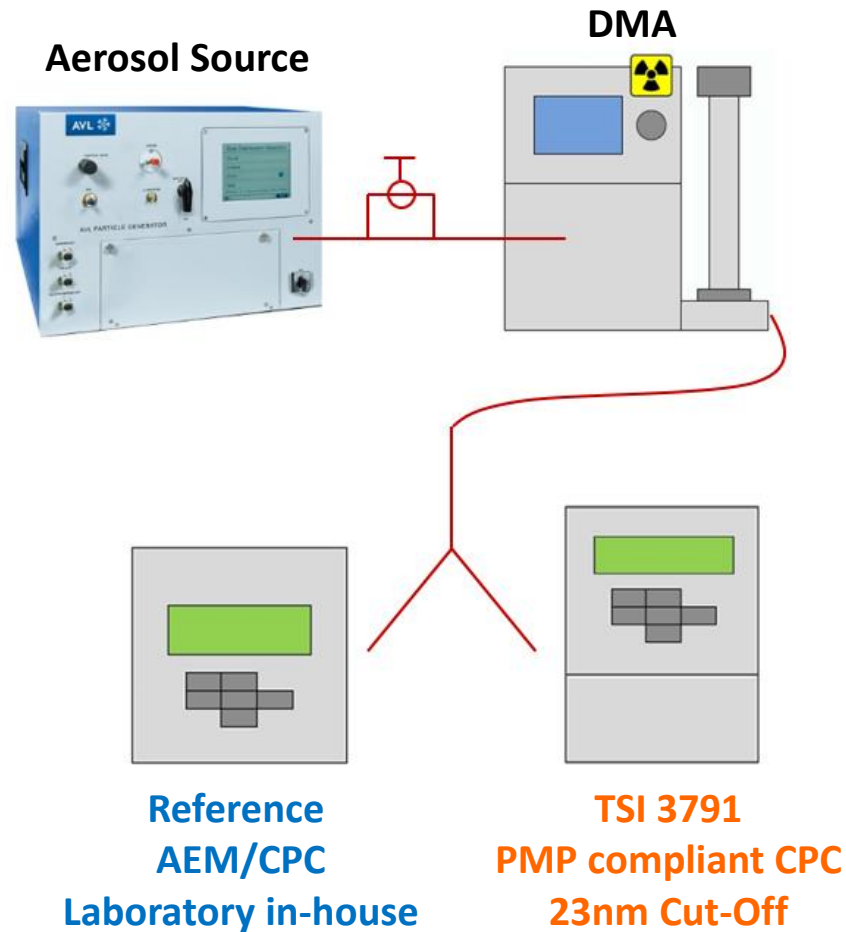 Aerosol Source
DMA
AVL
AVL PARTICLE GENERATOR
Reference
AEM/CPC
Laboratory in-house
TSI 3791
PMP compliant CPC
23nm Cut-Off